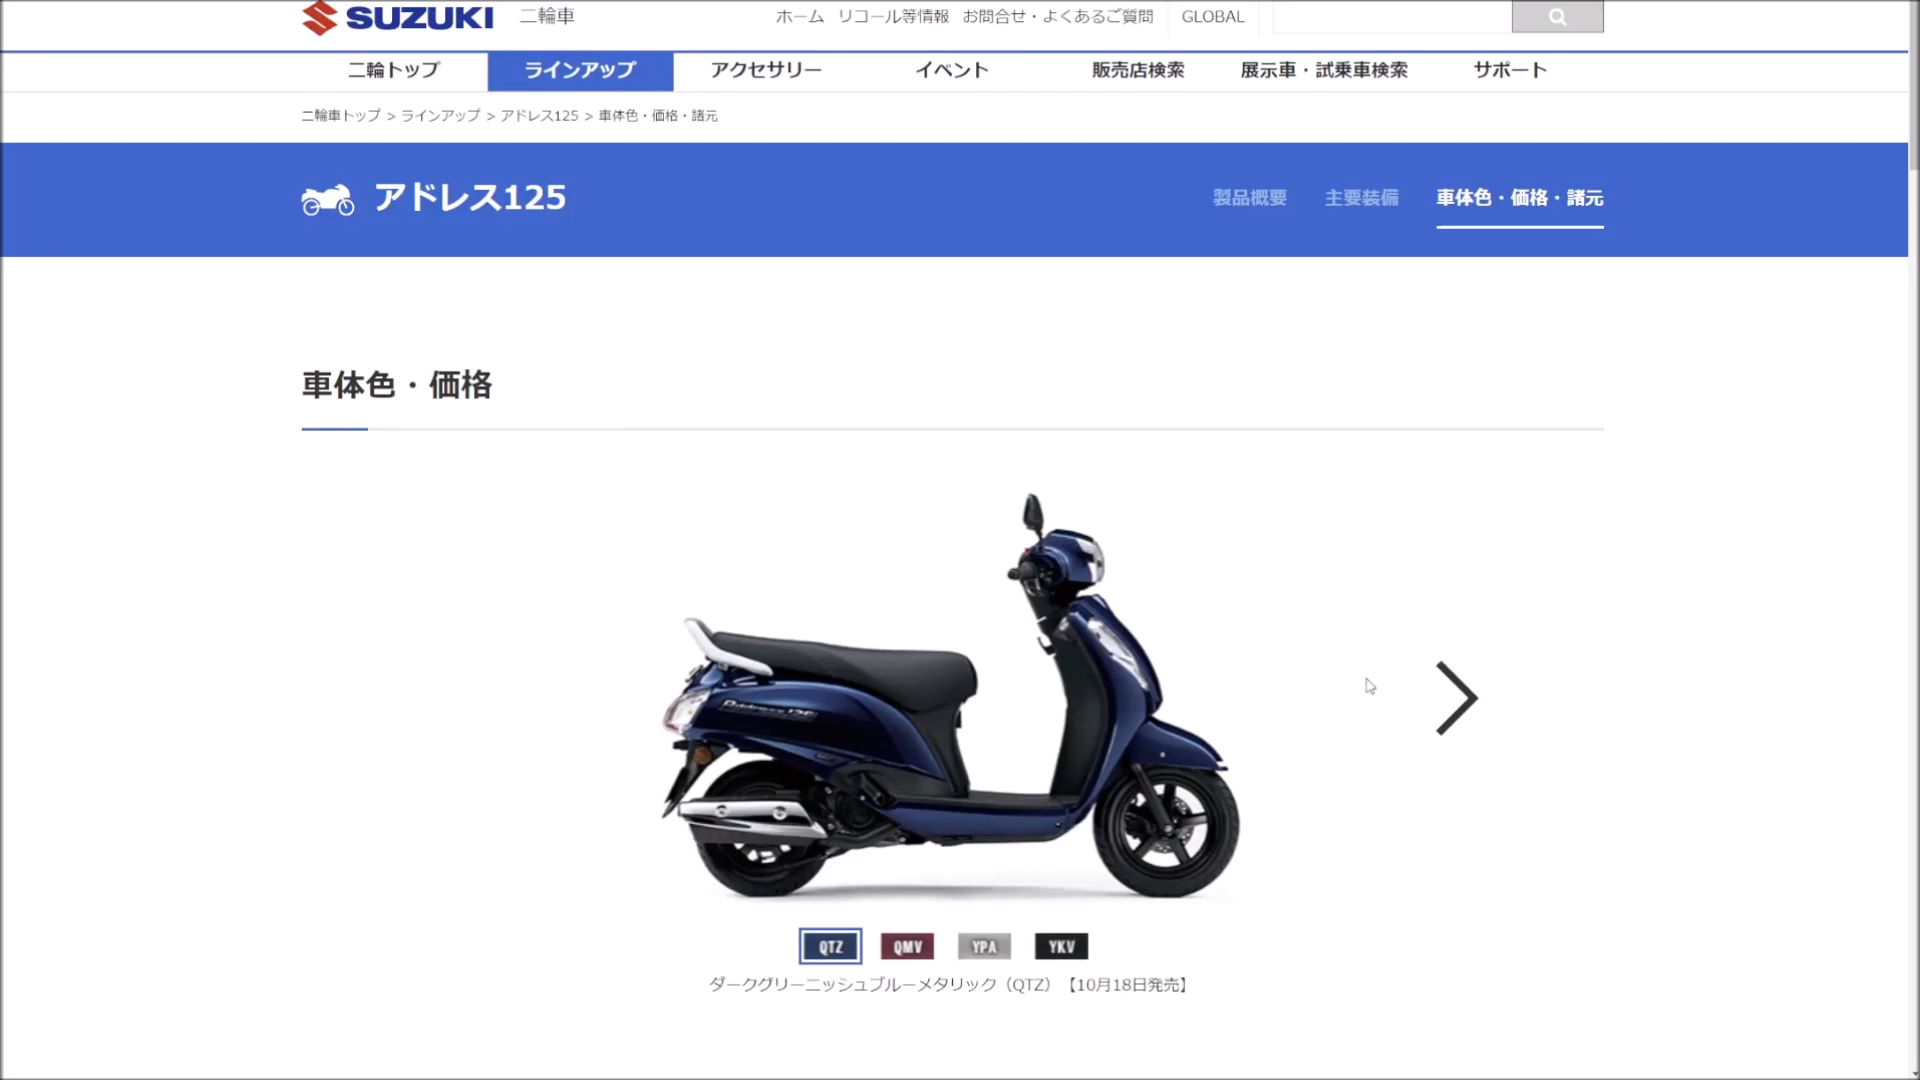 SUZUKI 二輪車 ホーム リコール等情報 お問合せ・よくあるご質問 GLOBAL
二輪トップ ラインアップ アクセサリー イベント 販売店検索 展示車・試乗車検索 サポート
二輪車トップ > ラインアップ > アドレス125 > 車体色・価格・諸元
アドレス125 製品概要 主要装備 車体色・価格・諸元
車体色・価格
Address 125
QTZ QMV YPA YKV
ダークグリーニッシュブルーメタリック（QTZ）【10月18日発売】